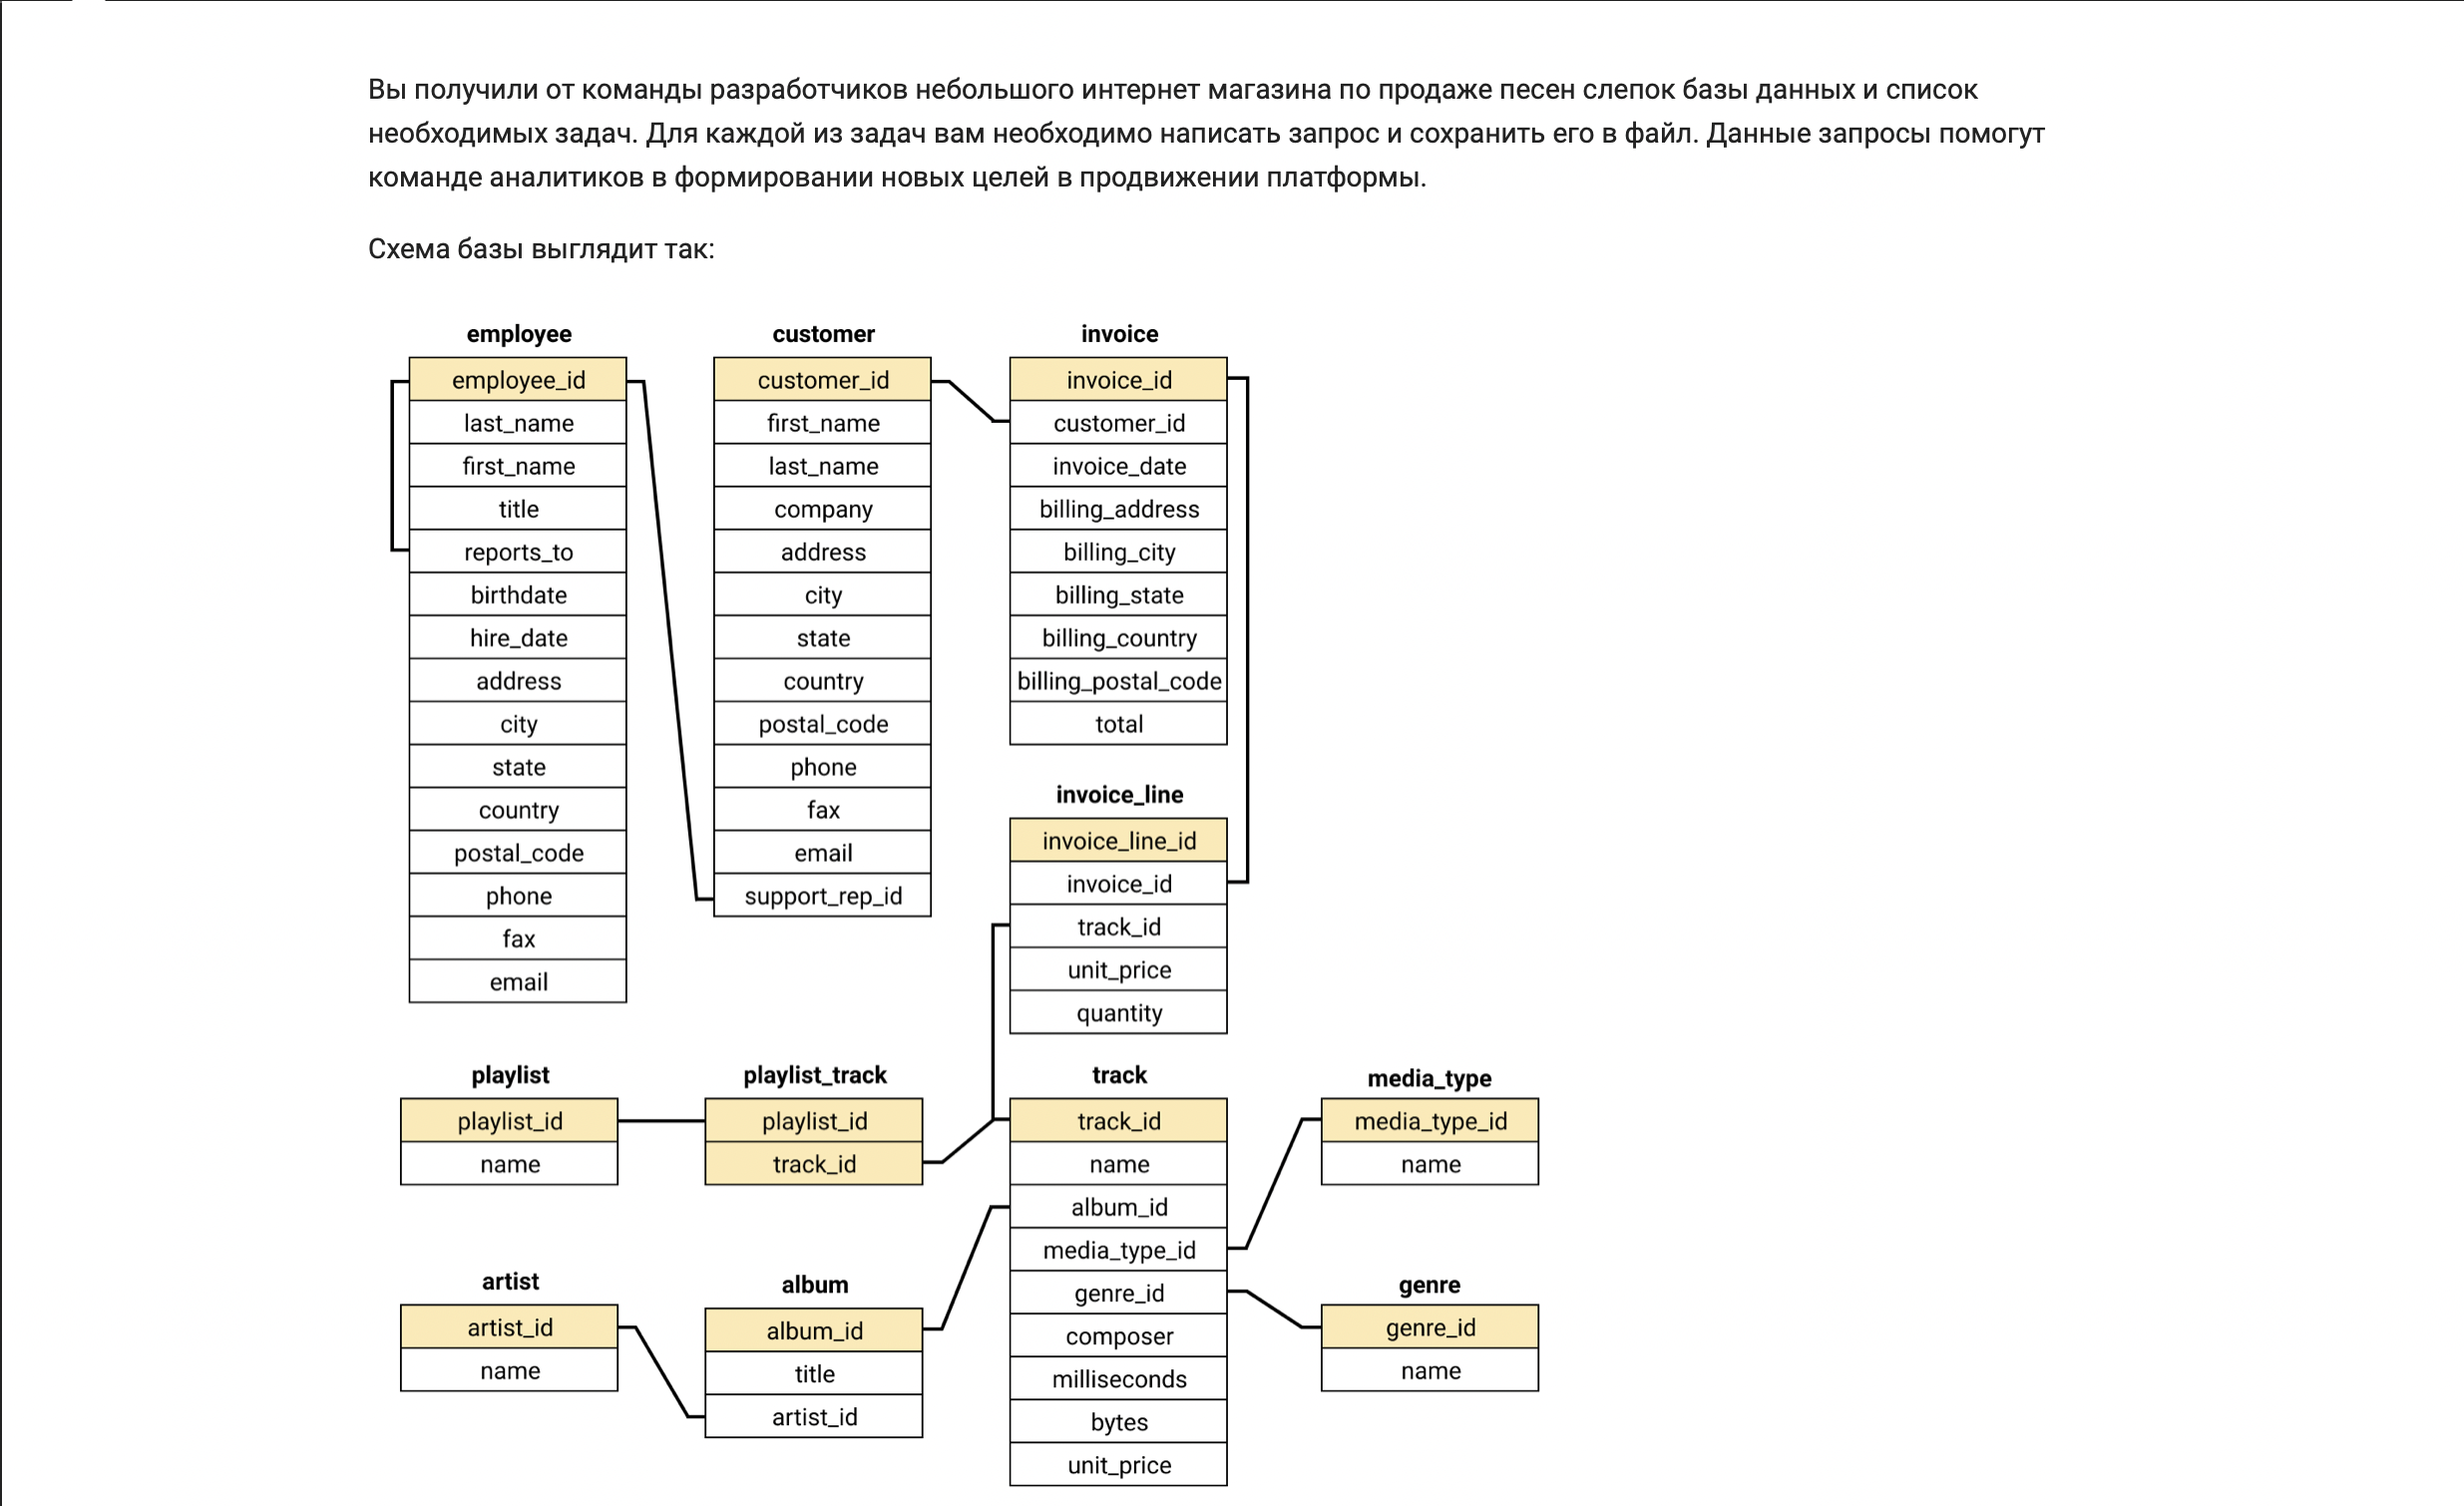 Вы получили от команды разработчиков небольшого интернет магазина по продаже песен слепок базы данных и список
необходимых задач. Для каждой из задач вам необходимо написать запрос и сохранить его в файл. Данные запросы помогут
команде аналитиков в формировании новых целей в продвижении платформы.
Схема базы выглядит так:
employee
employee_id
last_name
first_name
title
reports_to
birthdate
hire_date
address
city
state
country
postal_code
phone
fax
email
customer
customer_id
first_name
last_name
company
address
city
state
country
postal_code
phone
fax
email
support_rep_id
invoice
invoice_id
customer_id
invoice_date
billing_address
billing_city
billing_state
billing_country
billing_postal_code
total
invoice_line
invoice_line_id
invoice_id
track_id
unit_price
quantity
playlist
playlist_id
name
playlist_track
playlist_id
track_id
track
track_id
name
album_id
media_type_id
genre_id
composer
milliseconds
bytes
unit_price
media_type
media_type_id
name
artist
artist_id
name
album
album_id
title
artist_id
genre
genre_id
name